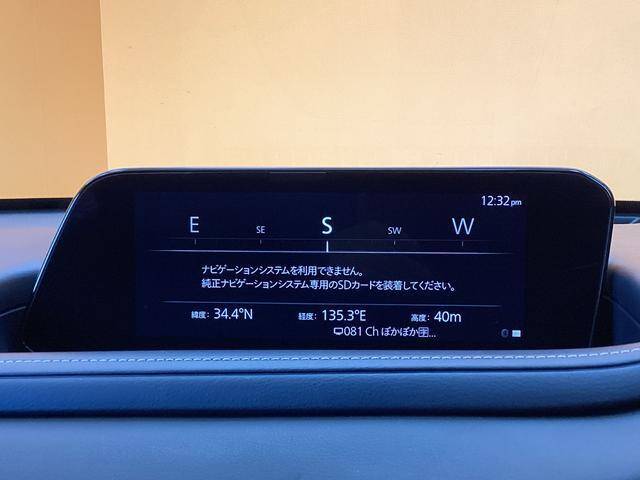 12:32pm
E SE S SW W
ナビゲーションシステムを利用できません。
純正ナビゲーションシステム専用のSDカードを装着してください。
緯度: 34.4°N 経度: 135.3°E 高度: 40m
081 Ch ぽかぽか🈑...